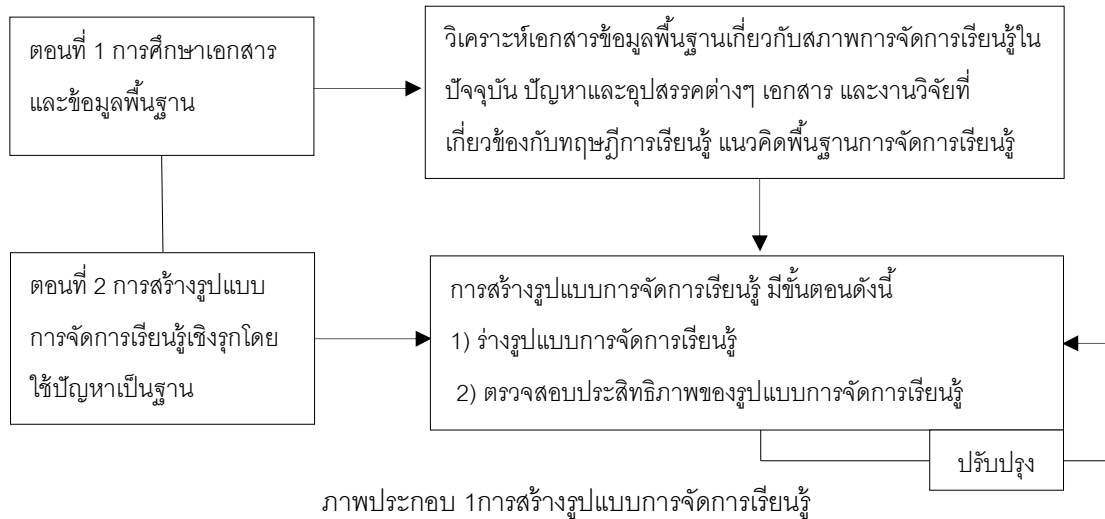 ตอนที่ 1 การศึกษาเอกสาร
และข้อมูลพื้นฐาน
วิเคราะห์เอกสารข้อมูลพื้นฐานเกี่ยวกับสภาพการจัดการเรียนรู้ใน
ปัจจุบัน ปัญหาและอุปสรรคต่างๆ เอกสาร และงานวิจัยที่
เกี่ยวข้องกับทฤษฎีการเรียนรู้ แนวคิดพื้นฐานการจัดการเรียนรู้
ตอนที่ 2 การสร้างรูปแบบ
การจัดการเรียนรู้เชิงรุกโดย
ใช้ปัญหาเป็นฐาน
การสร้างรูปแบบการจัดการเรียนรู้ มีขั้นตอนดังนี้
1) ร่างรูปแบบการจัดการเรียนรู้
2) ตรวจสอบประสิทธิภาพของรูปแบบการจัดการเรียนรู้
ปรับปรุง
ภาพประกอบ 1การสร้างรูปแบบการจัดการเรียนรู้